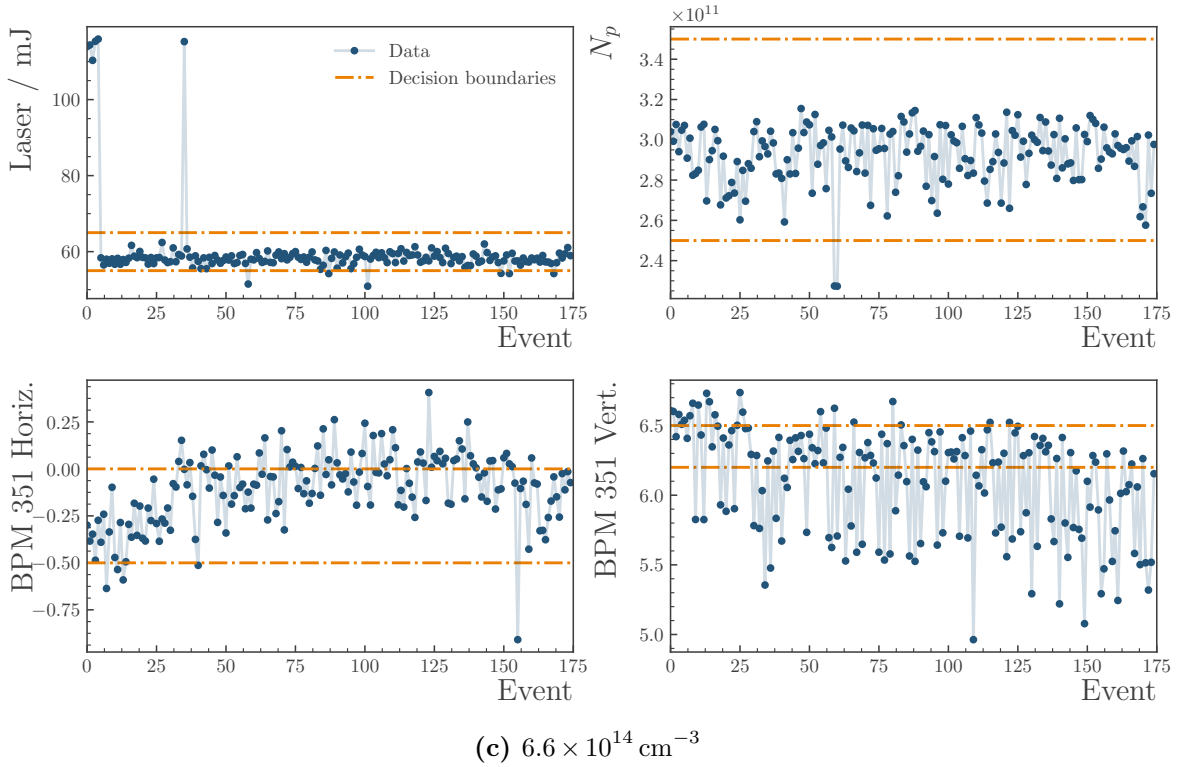 Laser / mJ
120
100
80
60
0 25 50 75 100 125 150 175
Event
Data
Decision boundaries
×10¹¹
N_p
3.4
3.2
3.0
2.8
2.6
2.4
0 25 50 75 100 125 150 175
Event
BPM 351 Horiz.
0.25
0.00
−0.25
−0.50
−0.75
0 25 50 75 100 125 150 175
Event
BPM 351 Vert.
6.5
6.0
5.5
5.0
0 25 50 75 100 125 150 175
Event
(c) 6.6 × 10¹⁴ cm⁻³